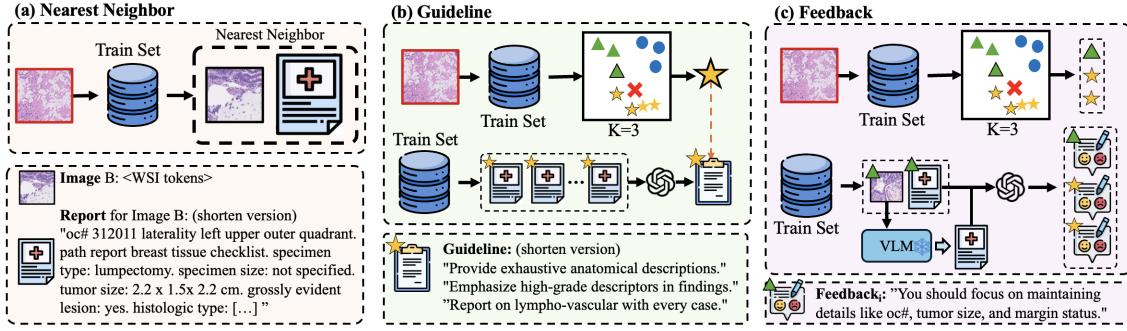 (a) Nearest Neighbor
Train Set
Nearest Neighbor
Image B: <WSI tokens>
Report for Image B: (shorten version)
"oc# 312011 laterality left upper outer quadrant.
path report breast tissue checklist. specimen
type: lumpectomy. specimen size: not specified.
tumor size: 2.2 x 1.5x 2.2 cm. grossly evident
lesion: yes. histologic type: […] ”
(b) Guideline
Train Set
K=3
Train Set
Guideline: (shorten version)
"Provide exhaustive anatomical descriptions."
"Emphasize high-grade descriptors in findings."
”Report on lympho-vascular with every case."
(c) Feedback
Train Set
K=3
Train Set
VLM
Feedbackᵢ: ”You should focus on maintaining
details like oc#, tumor size, and margin status."